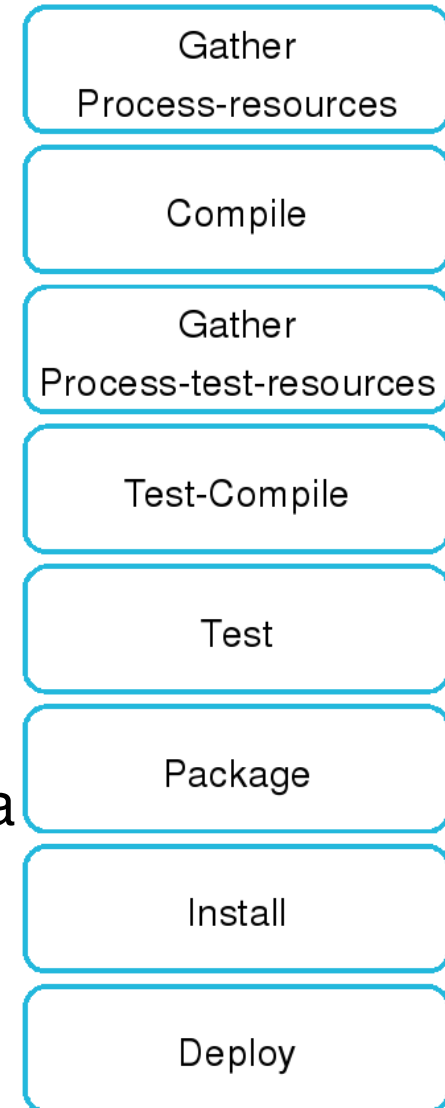 Gather
Process-resources
Compile
Gather
Process-test-resources
Test-Compile
Test
Package
a
Install
Deploy